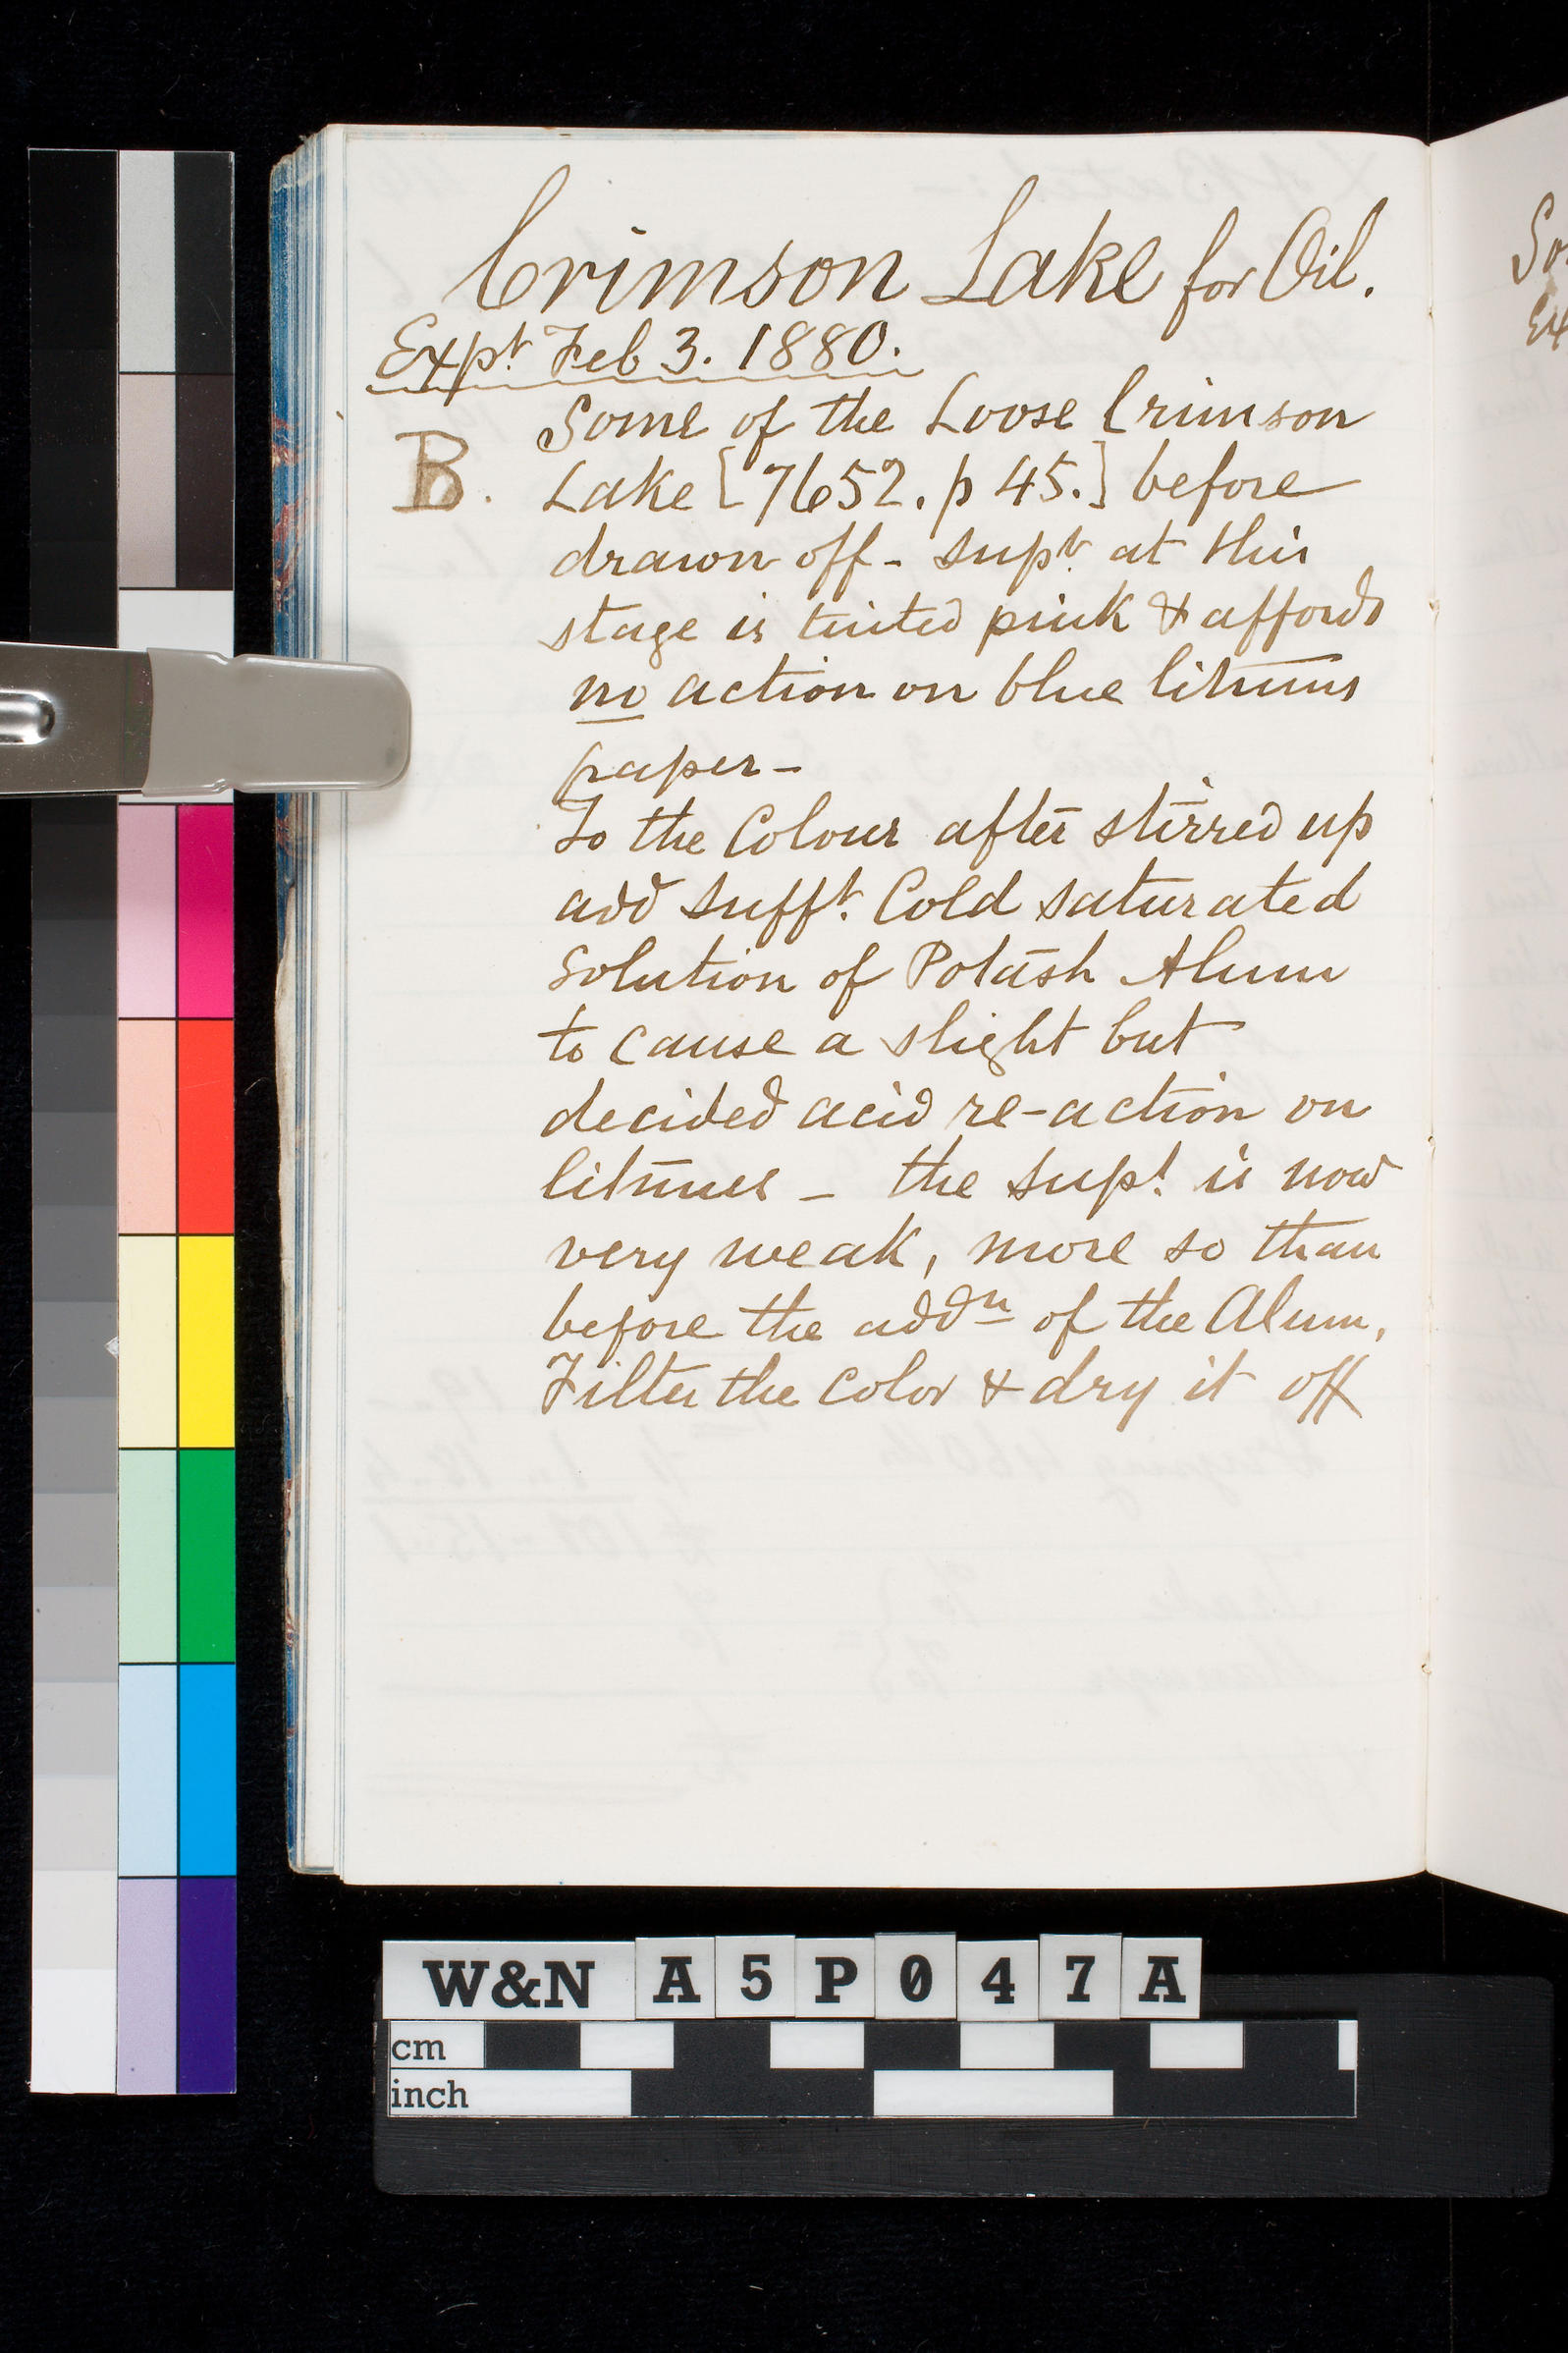 Crimson Lake for Oil.
Expt. Feb 3. 1880.
Some of the Loose Crimson
B. Lake [7652. p 45.] before
drawn off - supt. at this
stage is tinted pink & affords
no action on blue litmus
paper -
To the Colour after stirred up
add sufft. Cold saturated
solution of Potash Alum
to cause a slight but
decided acid re-action on
litmus - the supt. is now
very weak, more so than
before the addn of the Alum,
Filter the color & dry it off
So
Ex
W&N A5P047A
cm
inch